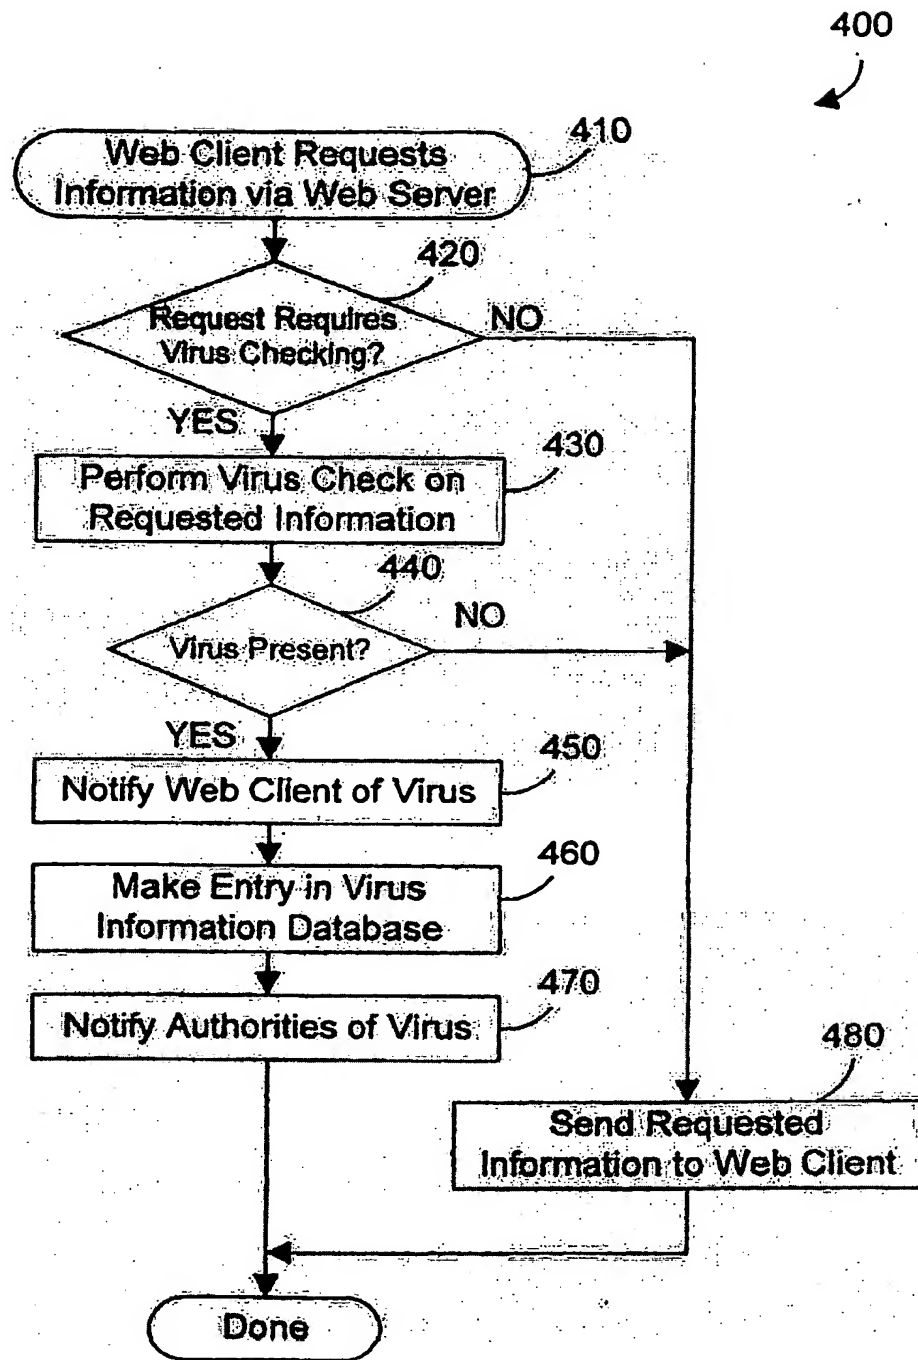 400
410
Web Client Requests
Information via Web Server
420
Request Requires
Virus Checking?
NO
YES
430
Perform Virus Check on
Requested Information
440
Virus Present?
NO
YES
450
Notify Web Client of Virus
460
Make Entry in Virus
Information Database
470
Notify Authorities of Virus
480
Send Requested
Information to Web Client
Done